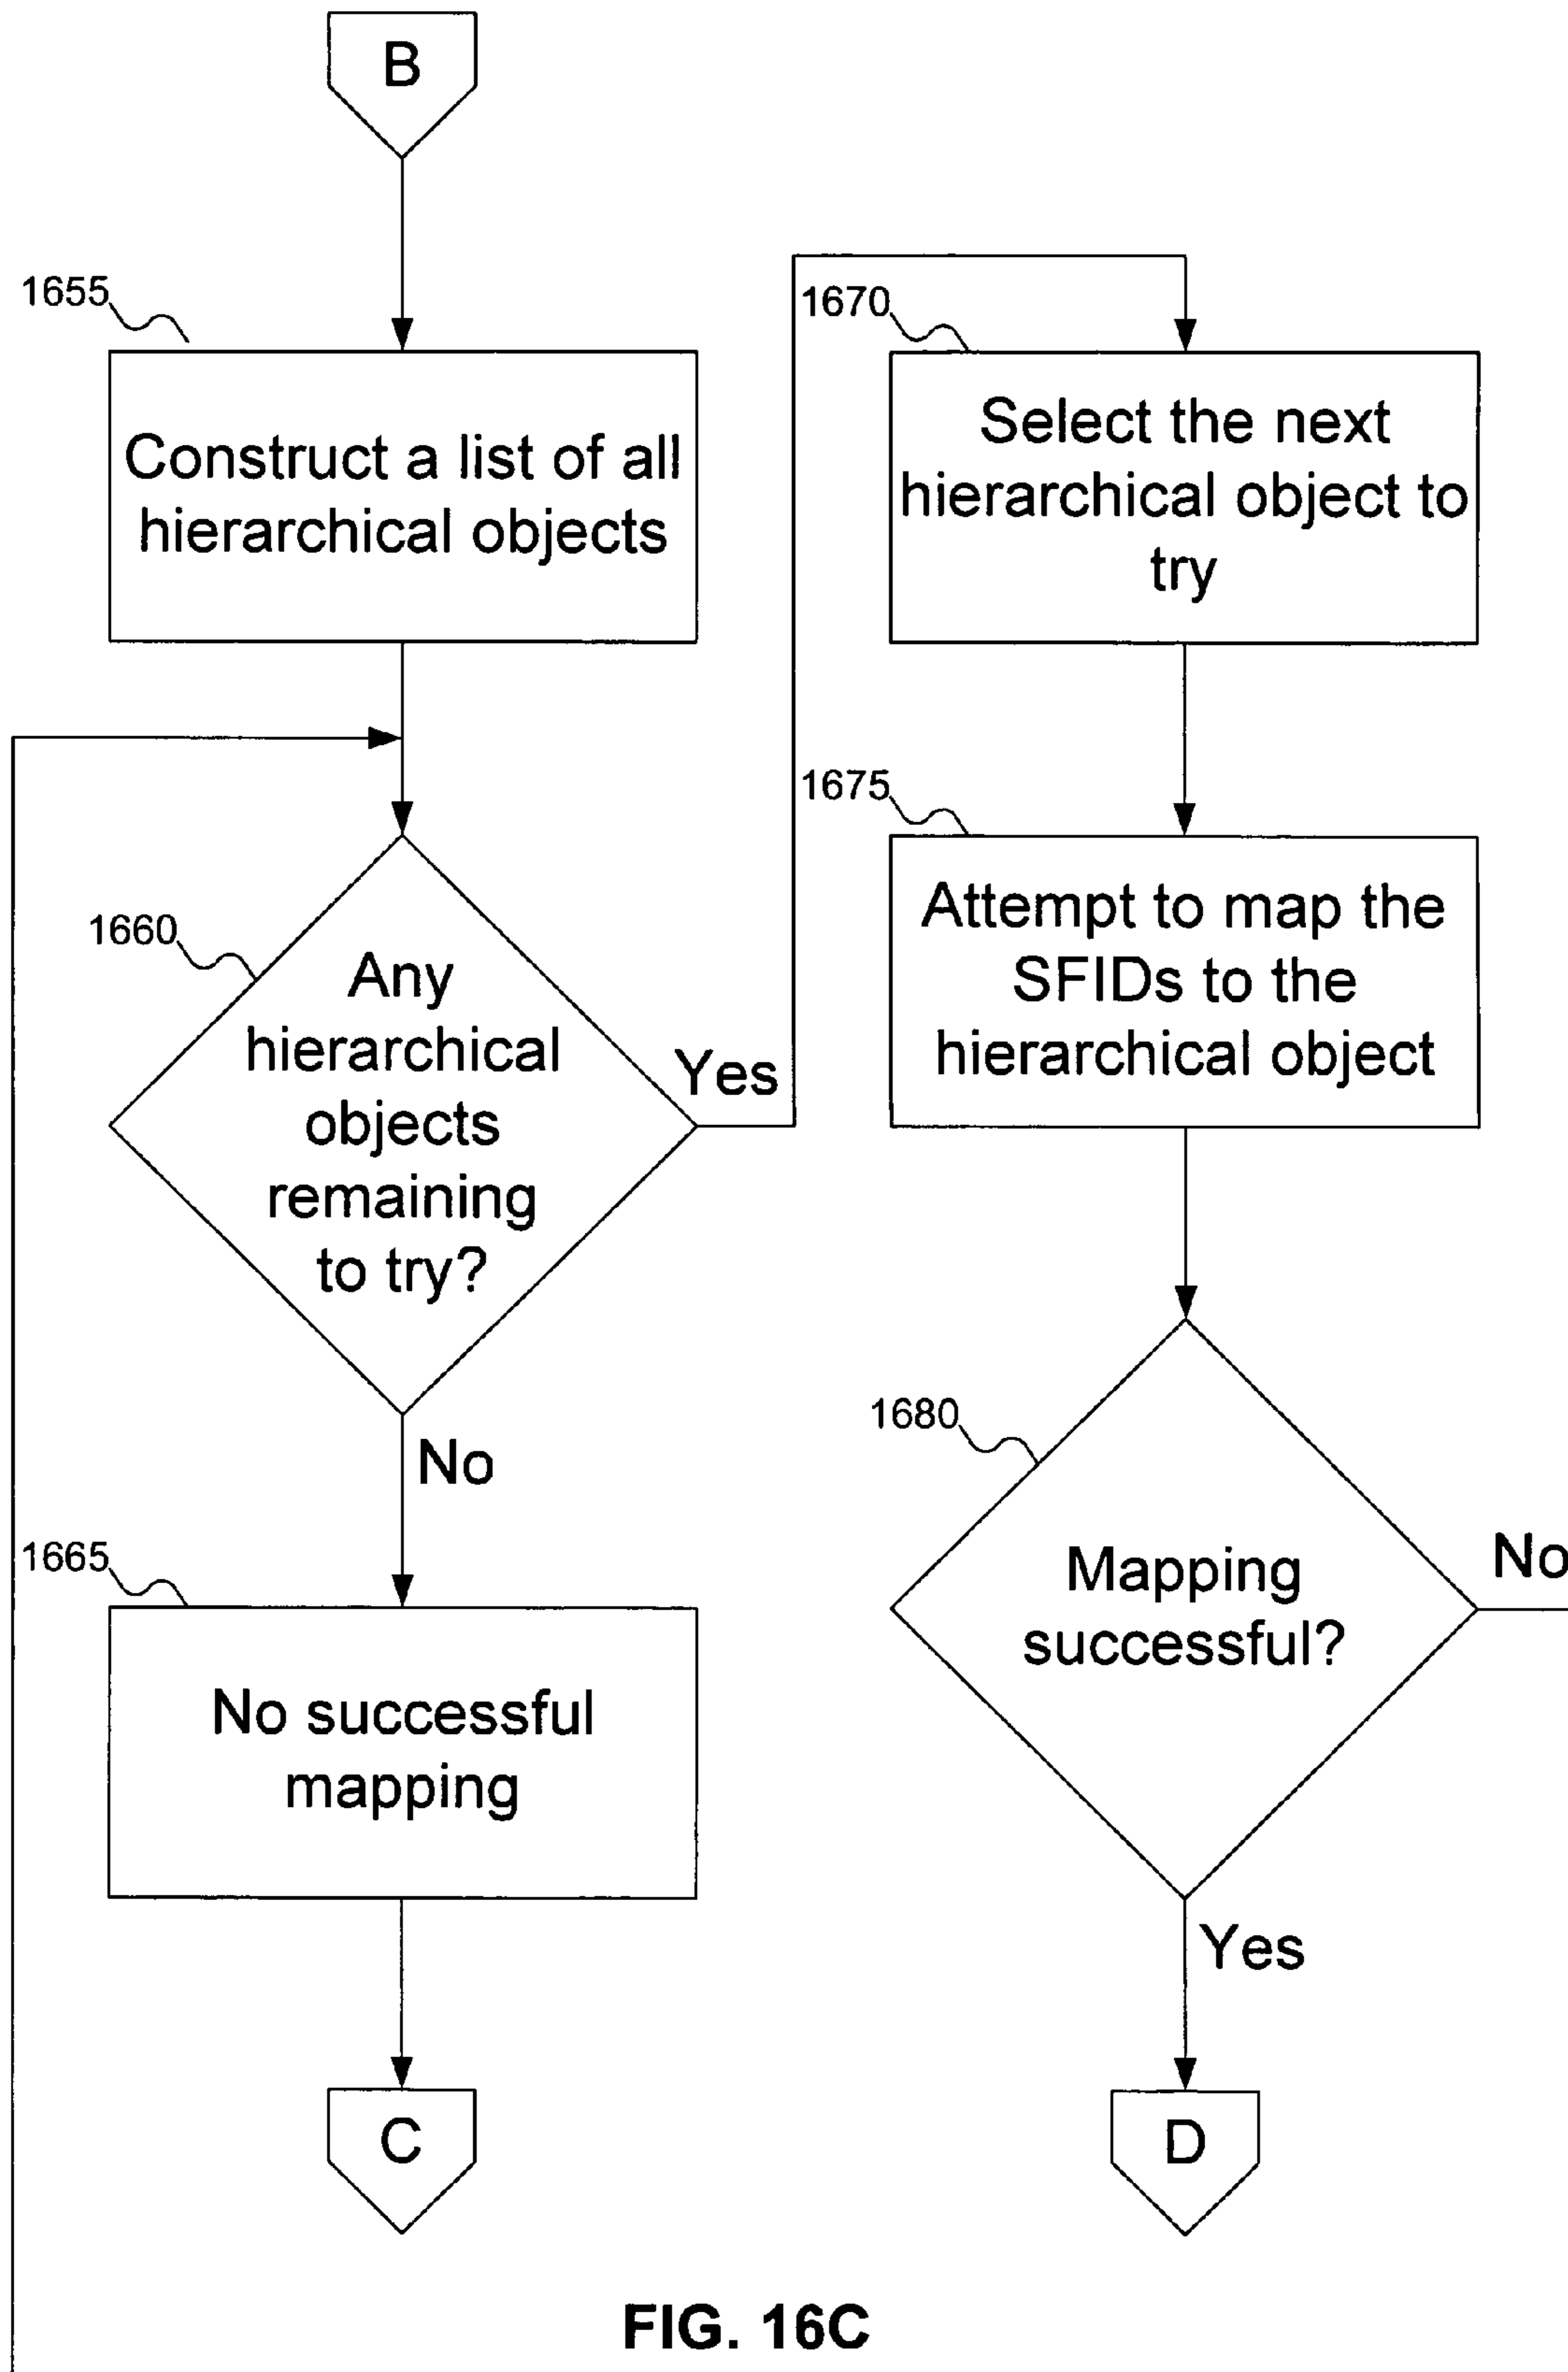 B
1655
Construct a list of all
hierarchical objects
1660
Any
hierarchical
objects
remaining
to try?
Yes
No
1665
No successful
mapping
C
1670
Select the next
hierarchical object to
try
1675
Attempt to map the
SFIDs to the
hierarchical object
1680
Mapping
successful?
No
Yes
D
FIG. 16C